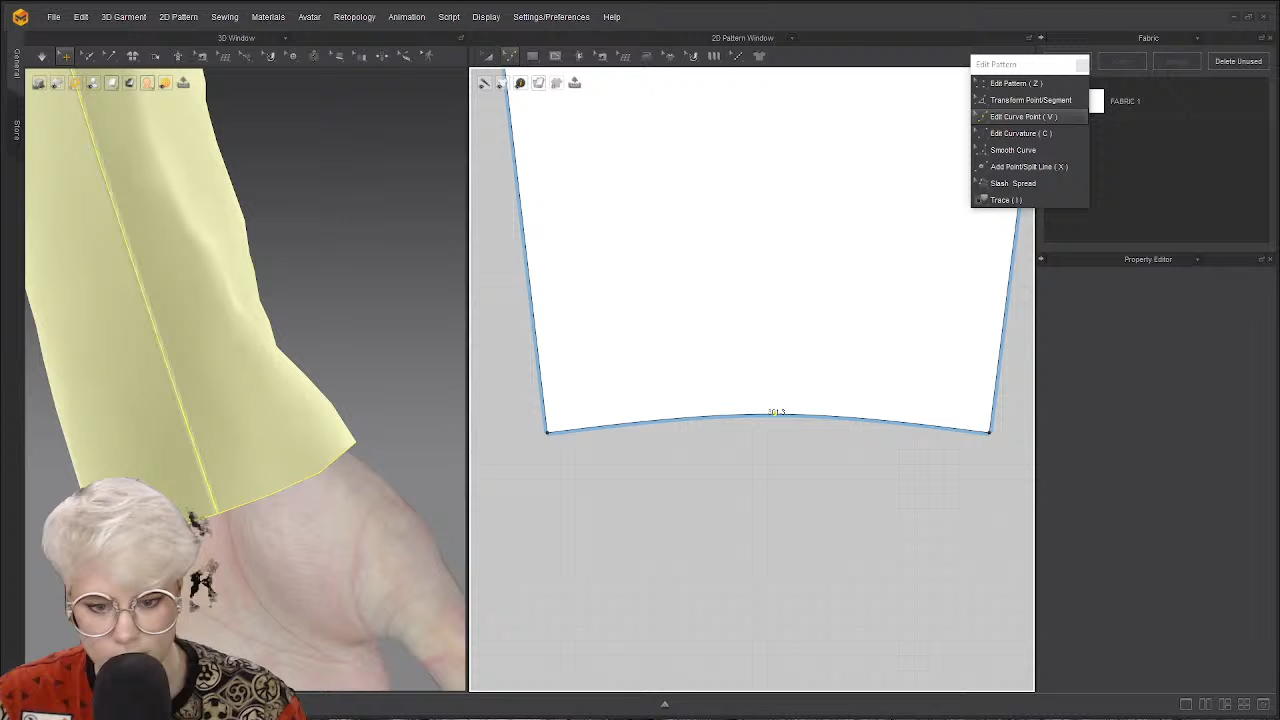 File Edit 3D Garment 2D Pattern Sewing Materials Avatar Retopology Animation Script Display Settings/Preferences Help
3D Window
2D Pattern Window
Fabric
General
Store
Edit Pattern
Delete Unused
Edit Pattern ( Z )
Transform Point/Segment
FABRIC 1
Edit Curve Point ( V )
Edit Curvature ( C )
Smooth Curve
Add Point/Split Line ( X )
Slash Spread
Trace ( I )
Property Editor